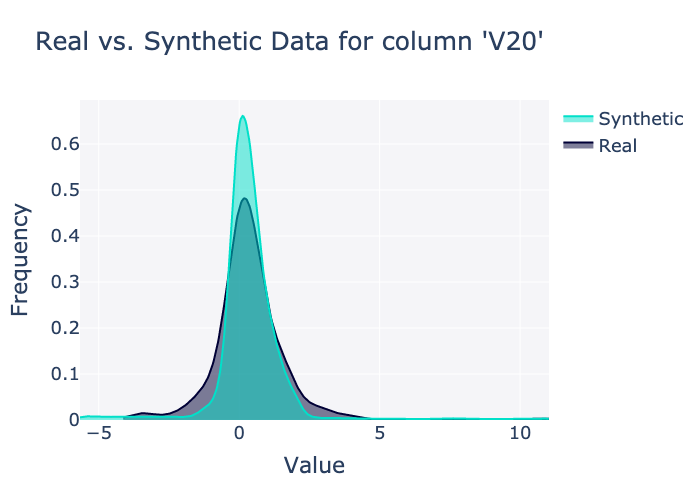 Real vs. Synthetic Data for column 'V20'
Synthetic
Real
Frequency
0.6
0.5
0.4
0.3
0.2
0.1
0
−5
0
5
10
Value